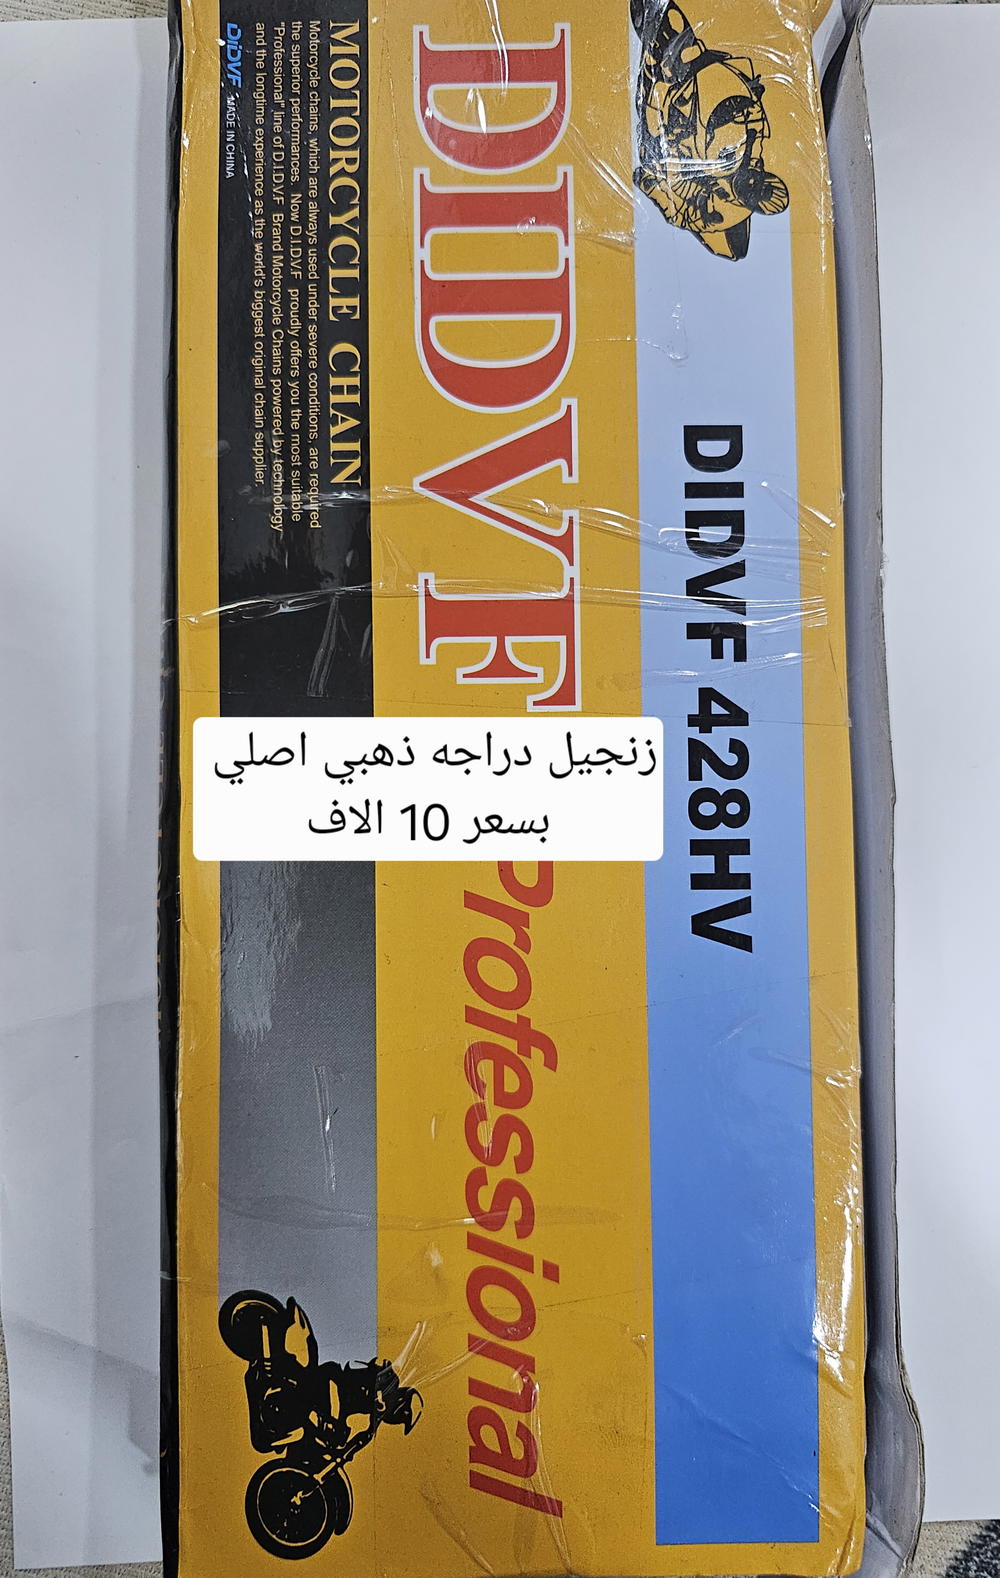 DIDVF 428HV
DIDVF
Professional
MOTORCYCLE CHAIN
Motorcycle chains, which are always used under severe conditions, are required
the superior performances. Now D.I.D.V.F proudly offers you the most suitable
"Professional" line of D.I.D.V.F Brand Motorcycle Chains powered by technology
and the longtime experience as the world's biggest original chain supplier.
DiDVF MADE IN CHINA
زنجيل دراجه ذهبي اصلي
بسعر 10 الاف